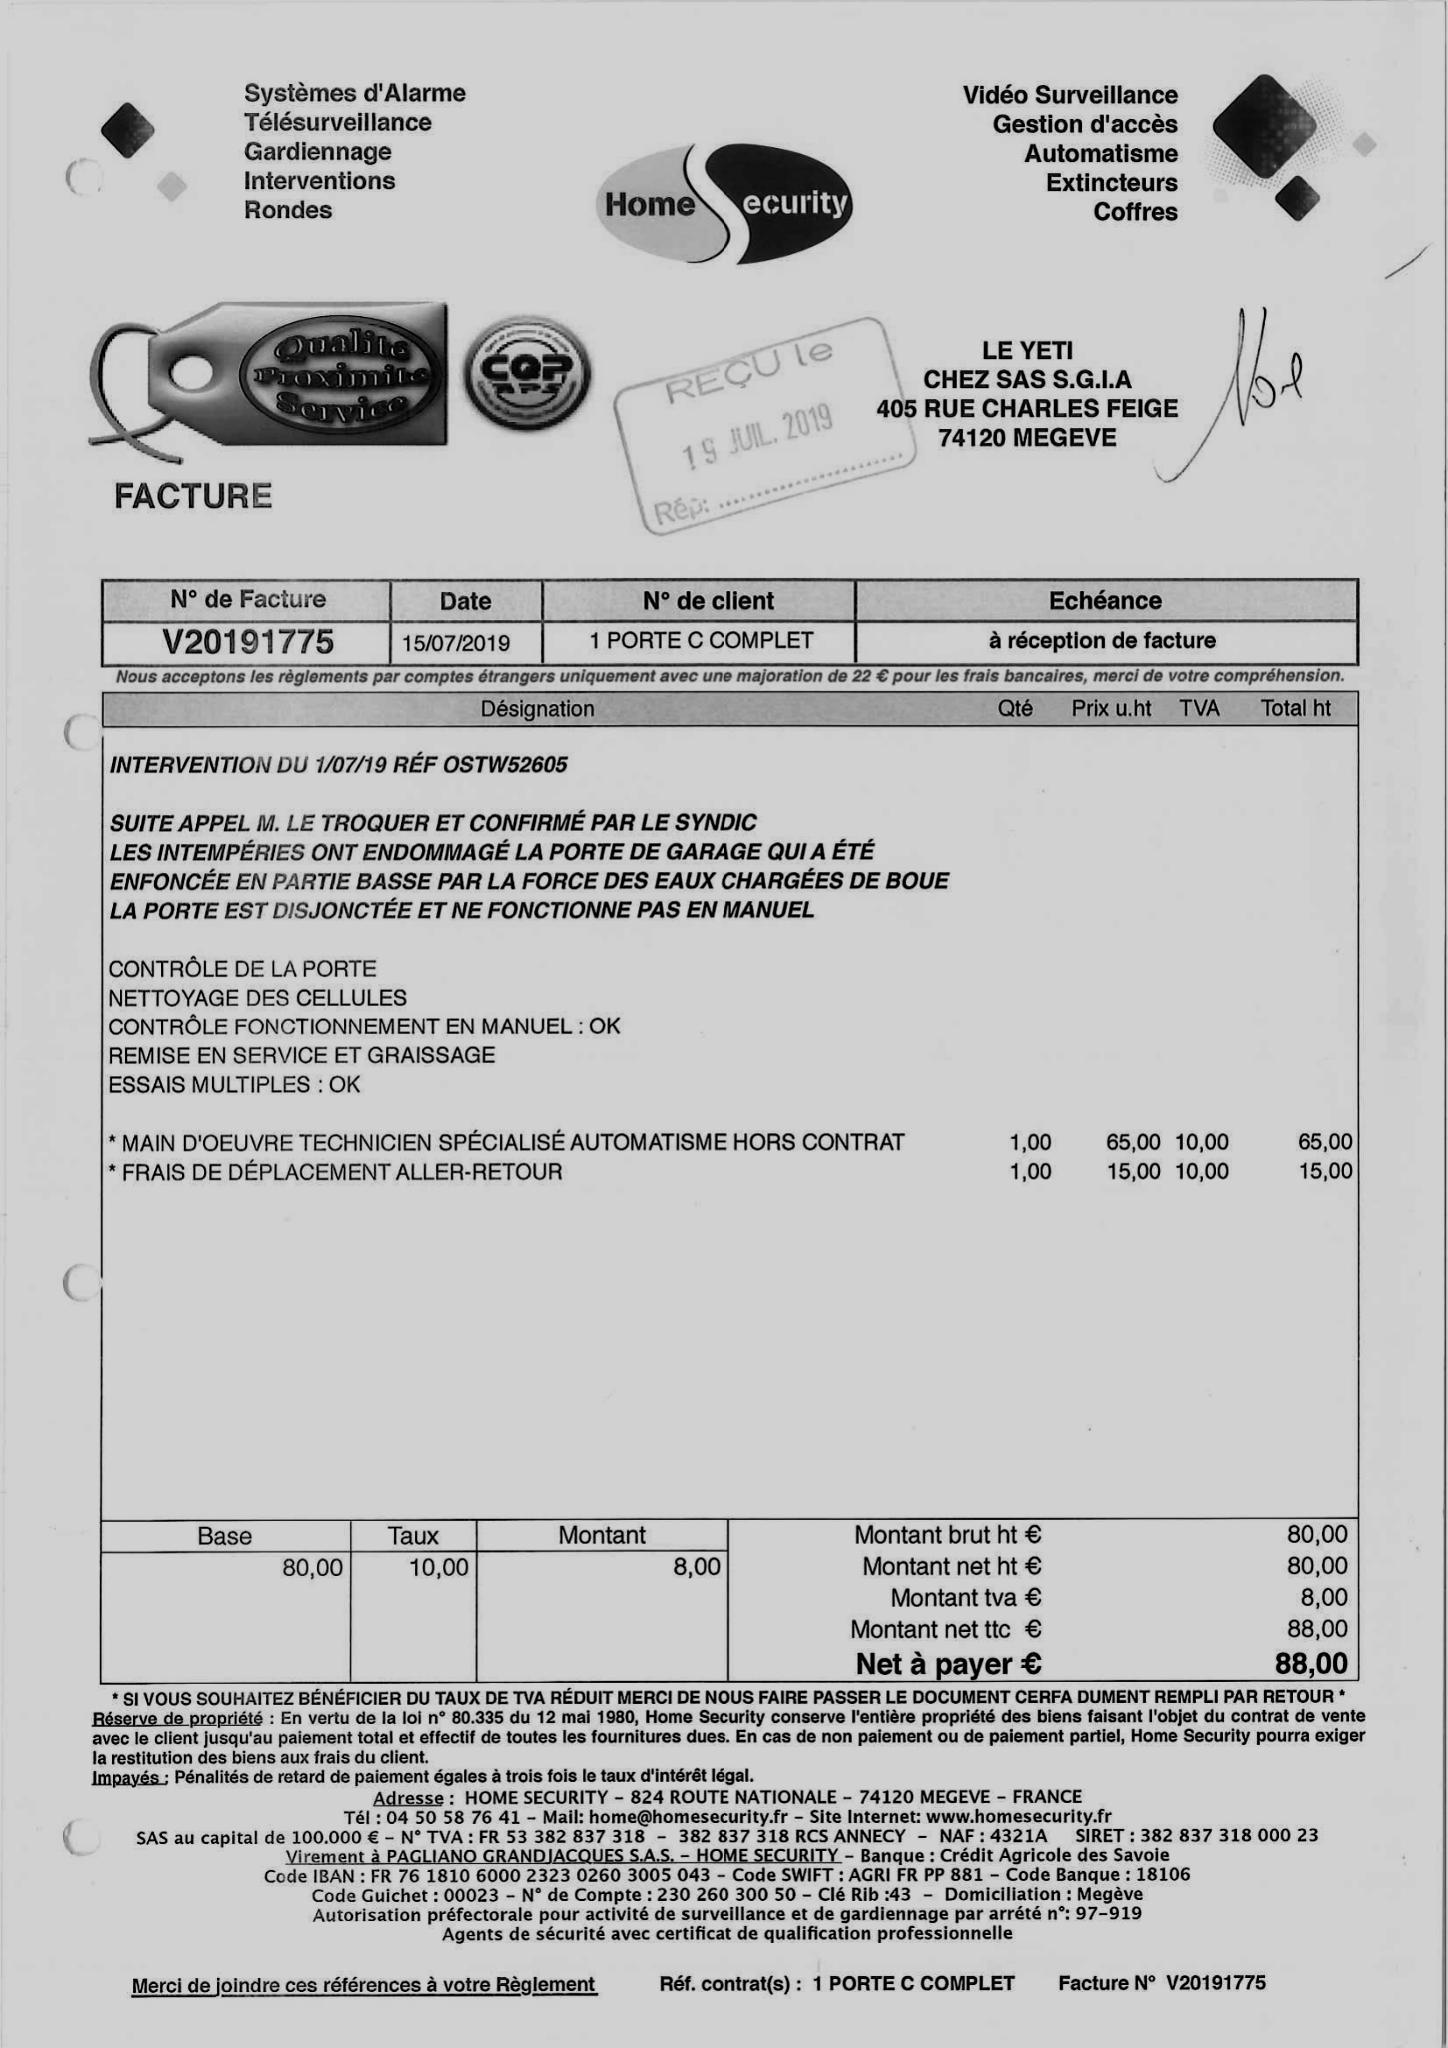 Systèmes d'Alarme
Télésurveillance
Gardiennage
Interventions
Rondes
Home Security
Vidéo Surveillance
Gestion d'accès
Automatisme
Extincteurs
Coffres
Qualité
Proximité
Service
CQP
APS
REÇU le
19 JUIL. 2019
Rép: ....................
LE YETI
CHEZ SAS S.G.I.A
405 RUE CHARLES FEIGE
74120 MEGEVE
FACTURE
N° de Facture Date N° de client Echéance
V20191775 15/07/2019 1 PORTE C COMPLET à réception de facture
Nous acceptons les règlements par comptes étrangers uniquement avec une majoration de 22 € pour les frais bancaires, merci de votre compréhension.
Désignation Qté Prix u.ht TVA Total ht
INTERVENTION DU 1/07/19 RÉF OSTW52605
SUITE APPEL M. LE TROQUER ET CONFIRMÉ PAR LE SYNDIC
LES INTEMPÉRIES ONT ENDOMMAGÉ LA PORTE DE GARAGE QUI A ÉTÉ
ENFONCÉE EN PARTIE BASSE PAR LA FORCE DES EAUX CHARGÉES DE BOUE
LA PORTE EST DISJONCTÉE ET NE FONCTIONNE PAS EN MANUEL
CONTRÔLE DE LA PORTE
NETTOYAGE DES CELLULES
CONTRÔLE FONCTIONNEMENT EN MANUEL : OK
REMISE EN SERVICE ET GRAISSAGE
ESSAIS MULTIPLES : OK
* MAIN D'OEUVRE TECHNICIEN SPÉCIALISÉ AUTOMATISME HORS CONTRAT 1,00 65,00 10,00 65,00
* FRAIS DE DÉPLACEMENT ALLER-RETOUR 1,00 15,00 10,00 15,00
Base Taux Montant
80,00 10,00 8,00
Montant brut ht € 80,00
Montant net ht € 80,00
Montant tva € 8,00
Montant net ttc € 88,00
Net à payer € 88,00
* SI VOUS SOUHAITEZ BÉNÉFICIER DU TAUX DE TVA RÉDUIT MERCI DE NOUS FAIRE PASSER LE DOCUMENT CERFA DUMENT REMPLI PAR RETOUR *
Réserve de propriété : En vertu de la loi n° 80.335 du 12 mai 1980, Home Security conserve l'entière propriété des biens faisant l'objet du contrat de vente
avec le client jusqu'au paiement total et effectif de toutes les fournitures dues. En cas de non paiement ou de paiement partiel, Home Security pourra exiger
la restitution des biens aux frais du client.
Impayés : Pénalités de retard de paiement égales à trois fois le taux d'intérêt légal.
Adresse : HOME SECURITY – 824 ROUTE NATIONALE – 74120 MEGEVE – FRANCE
Tél : 04 50 58 76 41 – Mail: home@homesecurity.fr – Site Internet: www.homesecurity.fr
SAS au capital de 100.000 € – N° TVA : FR 53 382 837 318 – 382 837 318 RCS ANNECY – NAF : 4321A SIRET : 382 837 318 000 23
Virement à PAGLIANO GRANDJACQUES S.A.S. – HOME SECURITY – Banque : Crédit Agricole des Savoie
Code IBAN : FR 76 1810 6000 2323 0260 3005 043 – Code SWIFT : AGRI FR PP 881 – Code Banque : 18106
Code Guichet : 00023 – N° de Compte : 230 260 300 50 – Clé Rib :43 – Domiciliation : Megève
Autorisation préfectorale pour activité de surveillance et de gardiennage par arrété n°: 97–919
Agents de sécurité avec certificat de qualification professionnelle
Merci de joindre ces références à votre Règlement Réf. contrat(s) : 1 PORTE C COMPLET Facture N° V20191775